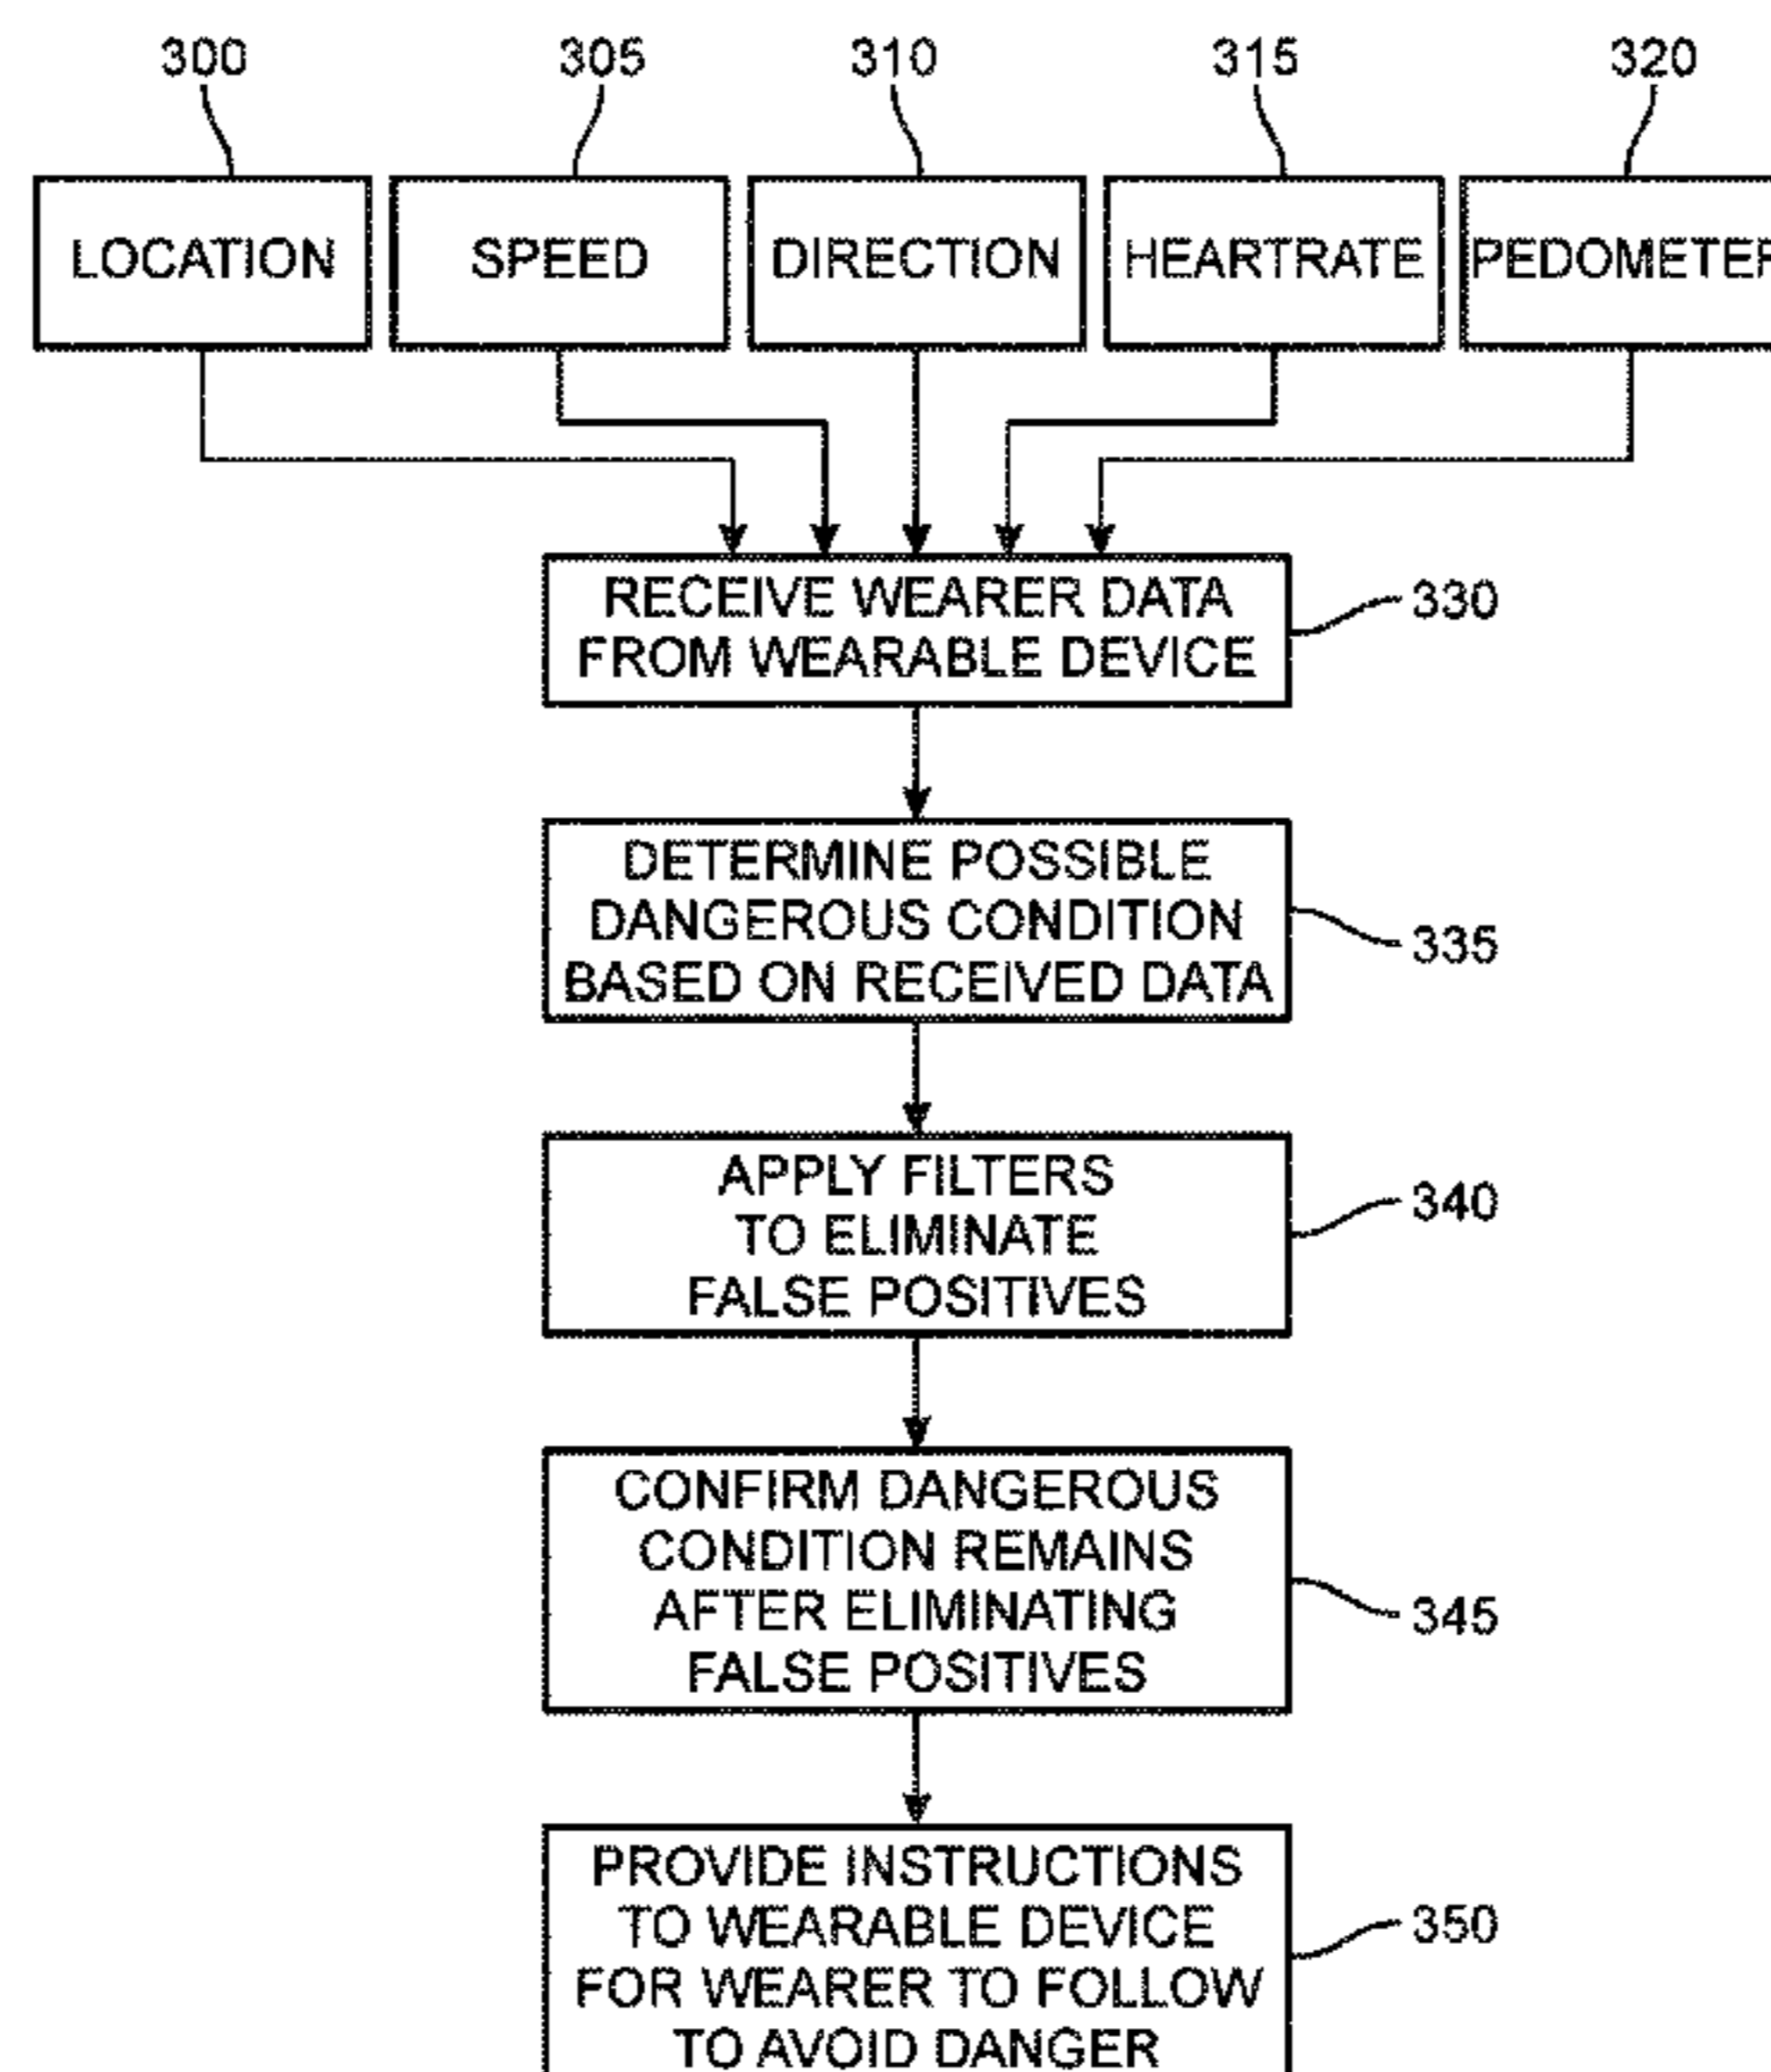 300 305 310 315 320
LOCATION SPEED DIRECTION HEARTRATE PEDOMETER
RECEIVE WEARER DATA
FROM WEARABLE DEVICE
330
DETERMINE POSSIBLE
DANGEROUS CONDITION
BASED ON RECEIVED DATA
335
APPLY FILTERS
TO ELIMINATE
FALSE POSITIVES
340
CONFIRM DANGEROUS
CONDITION REMAINS
AFTER ELIMINATING
FALSE POSITIVES
345
PROVIDE INSTRUCTIONS
TO WEARABLE DEVICE
FOR WEARER TO FOLLOW
TO AVOID DANGER
350